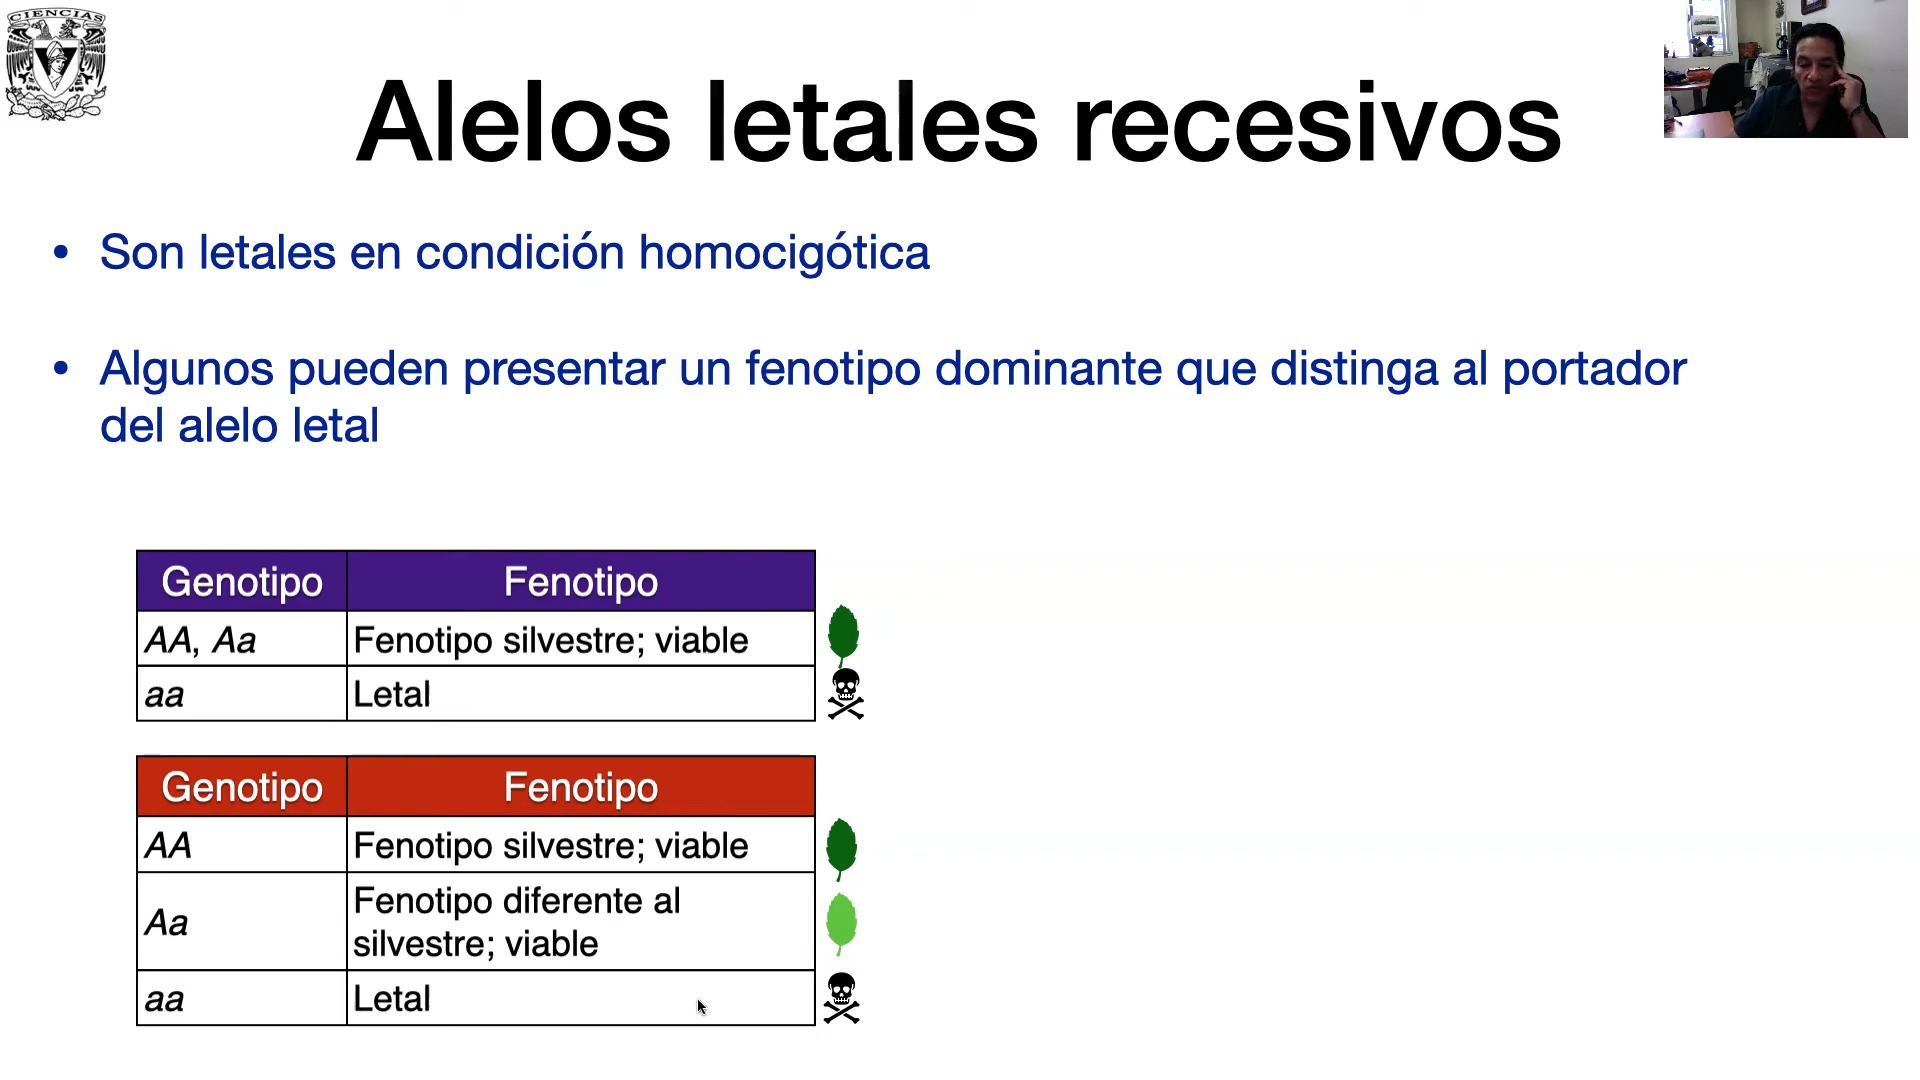 CIENCIAS
Alelos letales recesivos
• Son letales en condición homocigótica
• Algunos pueden presentar un fenotipo dominante que distinga al portador
del alelo letal
Genotipo Fenotipo
AA, Aa Fenotipo silvestre; viable
aa Letal
Genotipo Fenotipo
AA Fenotipo silvestre; viable
Aa Fenotipo diferente al
silvestre; viable
aa Letal